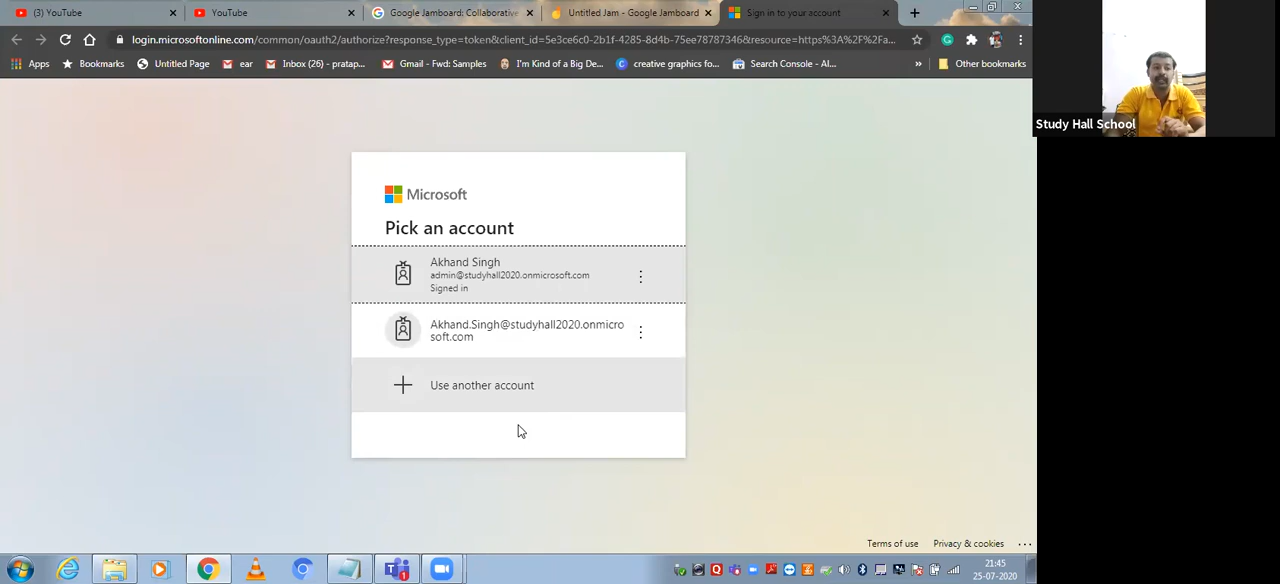 (3) YouTube
YouTube
Google Jamboard: Collaborative
Untitled Jam - Google Jamboard
Sign in to your account
login.microsoftonline.com/common/oauth2/authorize?response_type=token&client_id=5e3ce6c0-2b1f-4285-8d4b-75ee78787346&resource=https%3A%2F%2Fa...
Apps
Bookmarks
Untitled Page
ear
Inbox (26) - pratap...
Gmail - Fwd: Samples
I'm Kind of a Big De...
creative graphics fo...
Search Console - Al...
»
Other bookmarks
Study Hall School
Microsoft
Pick an account
Akhand Singh
admin@studyhall2020.onmicrosoft.com
Signed in
Akhand.Singh@studyhall2020.onmicro
soft.com
Use another account
Terms of use
Privacy & cookies
...
21:45
25-07-2020